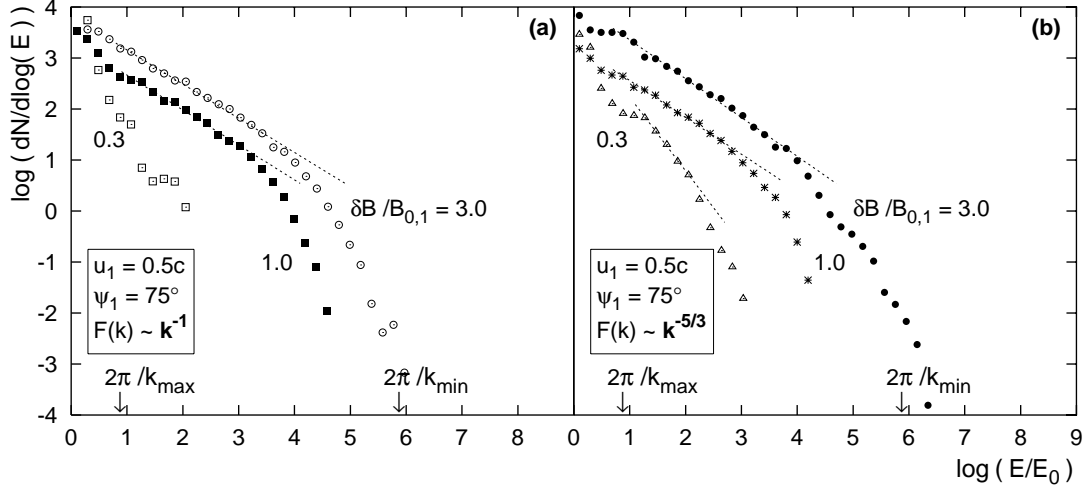 log ( dN/dlog( E ) )
4
3
2
1
0
-1
-2
-3
-4
(a)
0.3
δB /B0,1 = 3.0
1.0
u1 = 0.5c
ψ1 = 75°
F(k) ~ k-1
2π /kmax
2π /kmin
0 1 2 3 4 5 6 7 8
(b)
0.3
δB /B0,1 = 3.0
1.0
u1 = 0.5c
ψ1 = 75°
F(k) ~ k-5/3
2π /kmax
2π /kmin
0 1 2 3 4 5 6 7 8 9
log ( E/E0 )